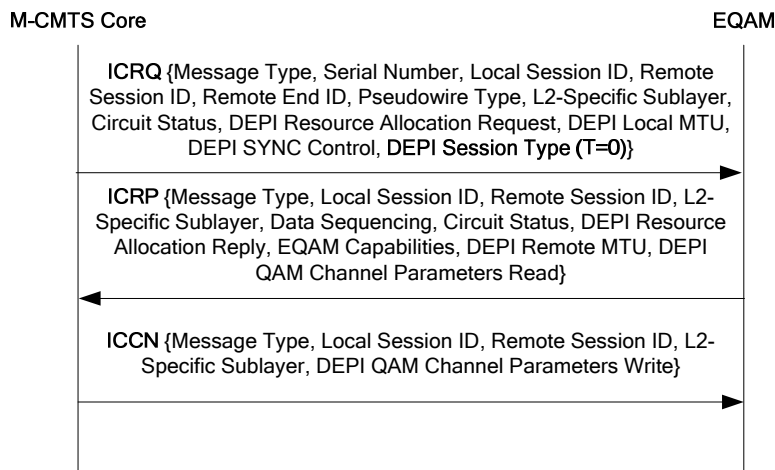 M-CMTS Core
EQAM
ICRQ {Message Type, Serial Number, Local Session ID, Remote
Session ID, Remote End ID, Pseudowire Type, L2-Specific Sublayer,
Circuit Status, DEPI Resource Allocation Request, DEPI Local MTU,
DEPI SYNC Control, DEPI Session Type (T=0)}
ICRP {Message Type, Local Session ID, Remote Session ID, L2-
Specific Sublayer, Data Sequencing, Circuit Status, DEPI Resource
Allocation Reply, EQAM Capabilities, DEPI Remote MTU, DEPI
QAM Channel Parameters Read}
ICCN {Message Type, Local Session ID, Remote Session ID, L2-
Specific Sublayer, DEPI QAM Channel Parameters Write}